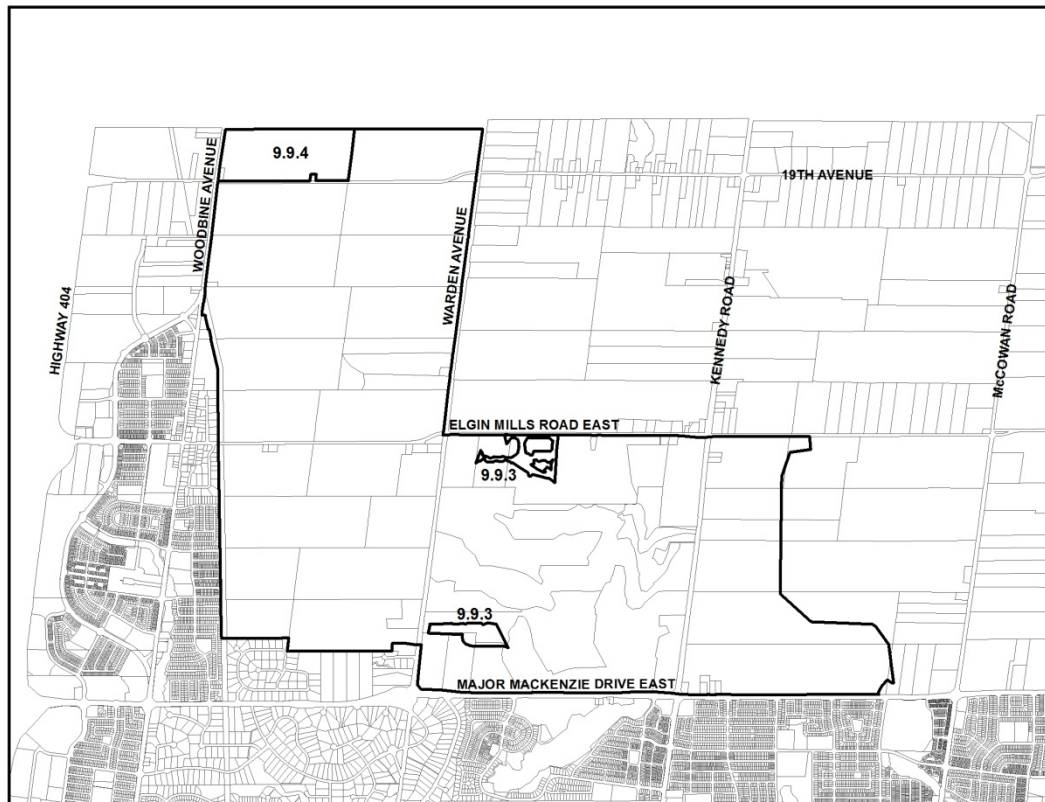 9.9.4
19TH AVENUE
WOODBINE AVENUE
WARDEN AVENUE
HIGHWAY 404
KENNEDY ROAD
McCOWAN ROAD
ELGIN MILLS ROAD EAST
9.9.3
9.9.3
MAJOR MACKENZIE DRIVE EAST